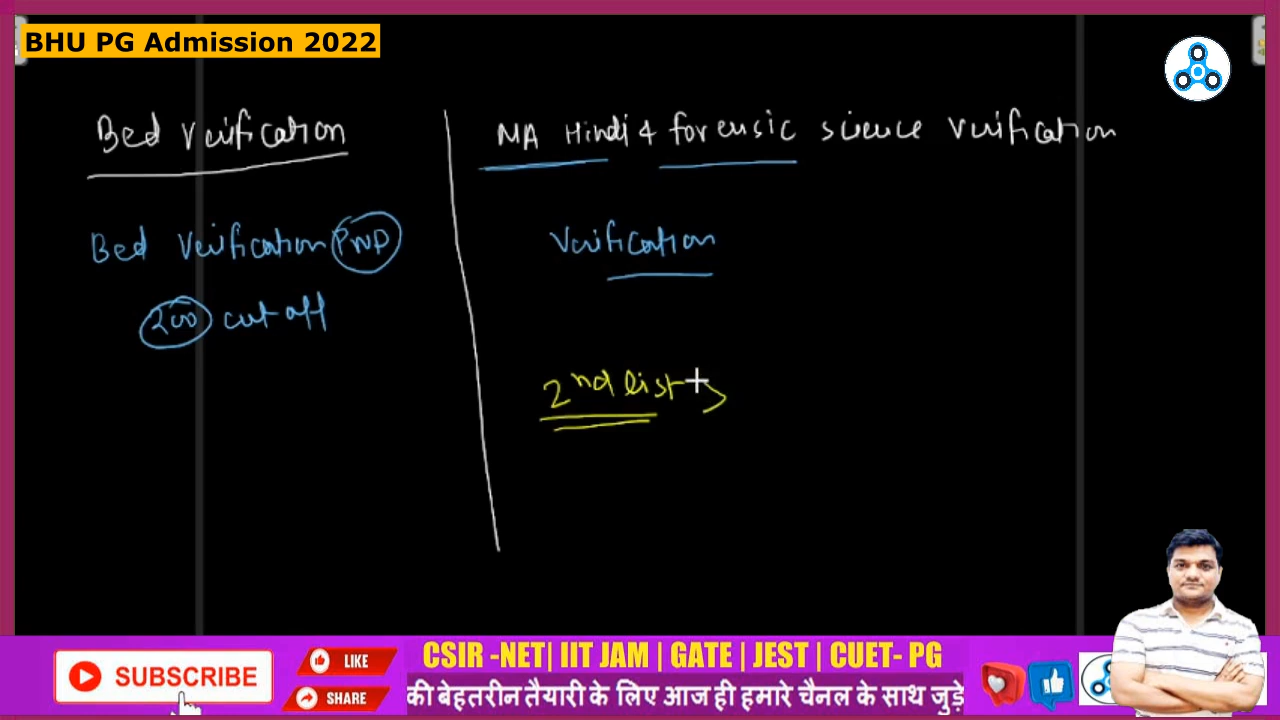 BHU PG Admission 2022
Bed Verification
Bed Verification PWD
200 cut off
MA Hindi & forensic science Verification
Verification
2nd list
SUBSCRIBE
LIKE
SHARE
CSIR -NET| IIT JAM | GATE | JEST | CUET- PG
की बेहतरीन तैयारी के लिए आज ही हमारे चैनल के साथ जुड़े